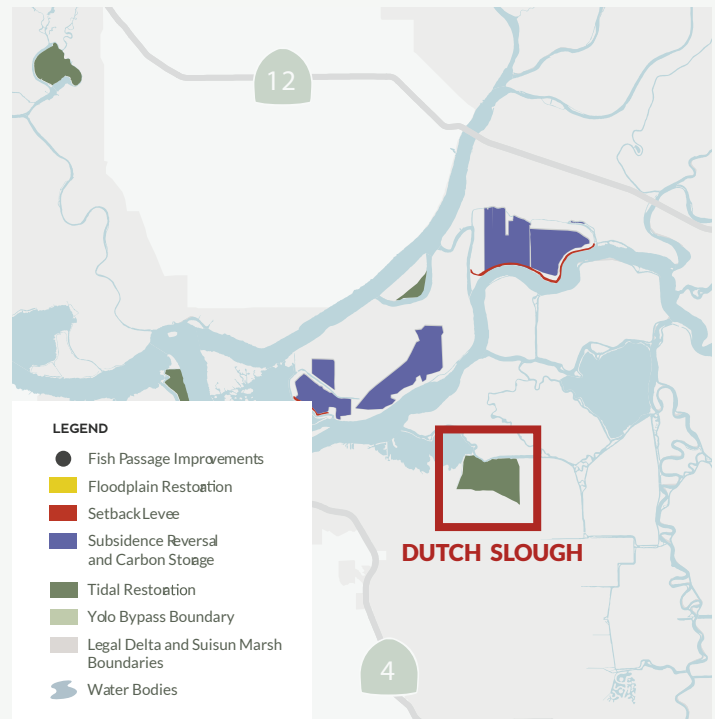 12
LEGEND
Fish Passage Improvements
Floodplain Restoration
Setback Levee
Subsidence Reversal
and Carbon Storage
Tidal Restoration
Yolo Bypass Boundary
Legal Delta and Suisun Marsh
Boundaries
Water Bodies
DUTCH SLOUGH
4